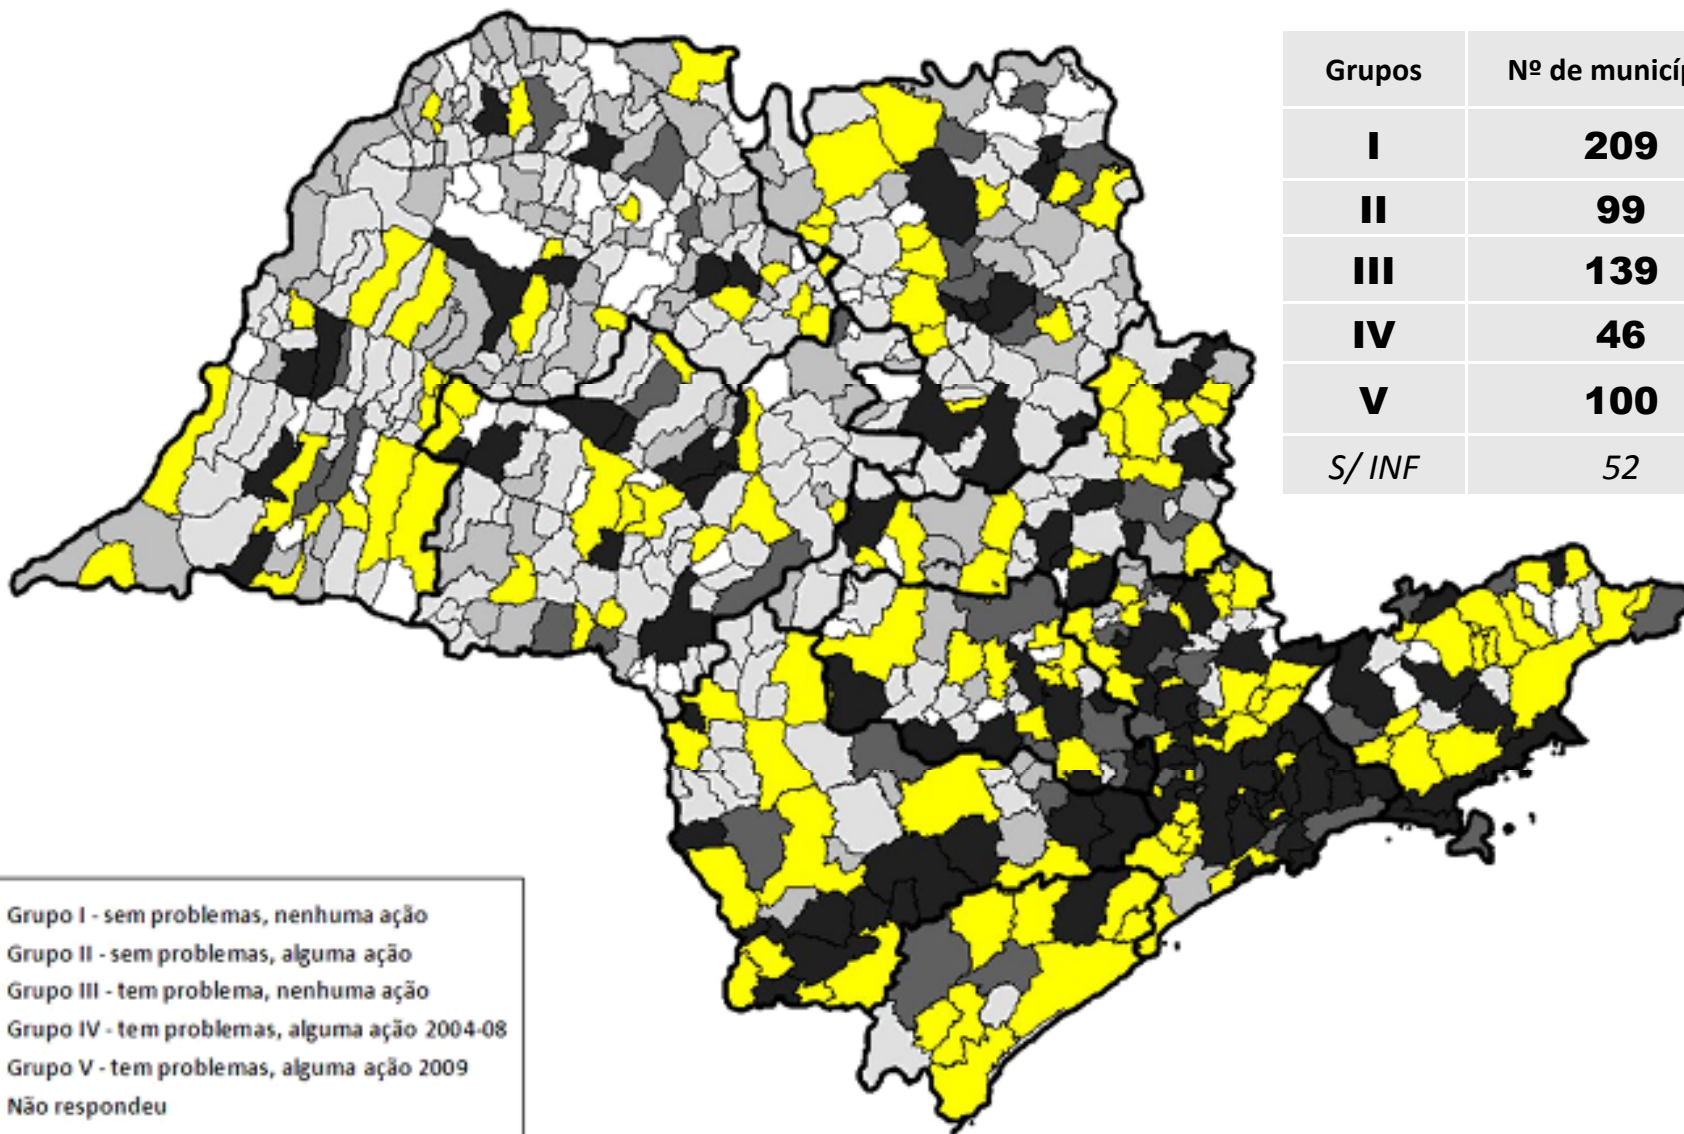 Grupos Nº de municíp
I 209
II 99
III 139
IV 46
V 100
S/ INF 52
Grupo I - sem problemas, nenhuma ação
Grupo II - sem problemas, alguma ação
Grupo III - tem problema, nenhuma ação
Grupo IV - tem problemas, alguma ação 2004-08
Grupo V - tem problemas, alguma ação 2009
Não respondeu